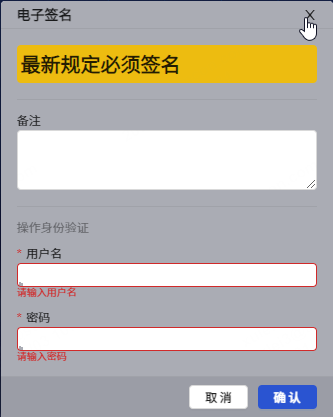 电子签名
最新规定必须签名
备注
操作身份验证
* 用户名
请输入用户名
* 密码
请输入密码
取消
确认